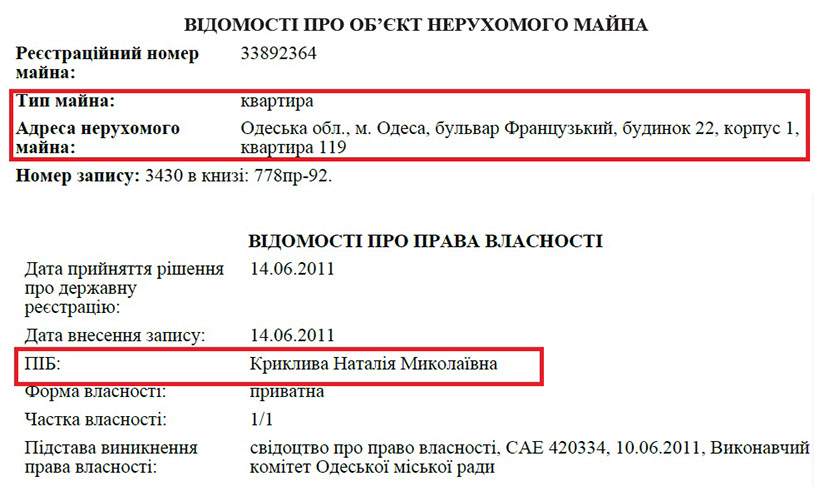 ВІДОМОСТІ ПРО ОБ’ЄКТ НЕРУХОМОГО МАЙНА
Реєстраційний номер майна: 33892364
Тип майна: квартира
Адреса нерухомого майна: Одеська обл., м. Одеса, бульвар Французький, будинок 22, корпус 1, квартира 119
Номер запису: 3430 в книзі: 778пр-92.
ВІДОМОСТІ ПРО ПРАВА ВЛАСНОСТІ
Дата прийняття рішення про державну реєстрацію: 14.06.2011
Дата внесення запису: 14.06.2011
ПІБ: Криклива Наталія Миколаївна
Форма власності: приватна
Частка власності: 1/1
Підстава виникнення права власності: свідоцтво про право власності, САЕ 420334, 10.06.2011, Виконавчий комітет Одеської міської ради